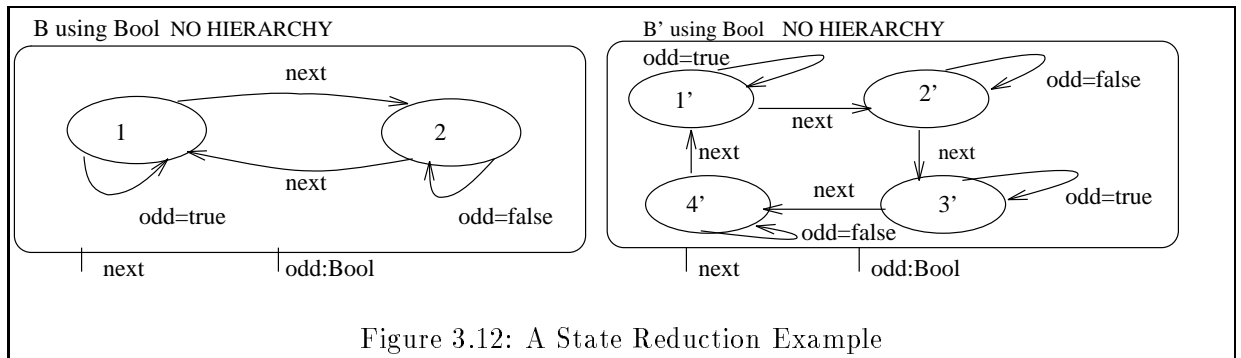 B using Bool NO HIERARCHY
next
1
2
next
odd=true
odd=false
next
odd:Bool
B' using Bool NO HIERARCHY
odd=true
1'
2'
odd=false
next
next
next
4'
next
3'
odd=true
odd=false
next
odd:Bool
Figure 3.12: A State Reduction Example